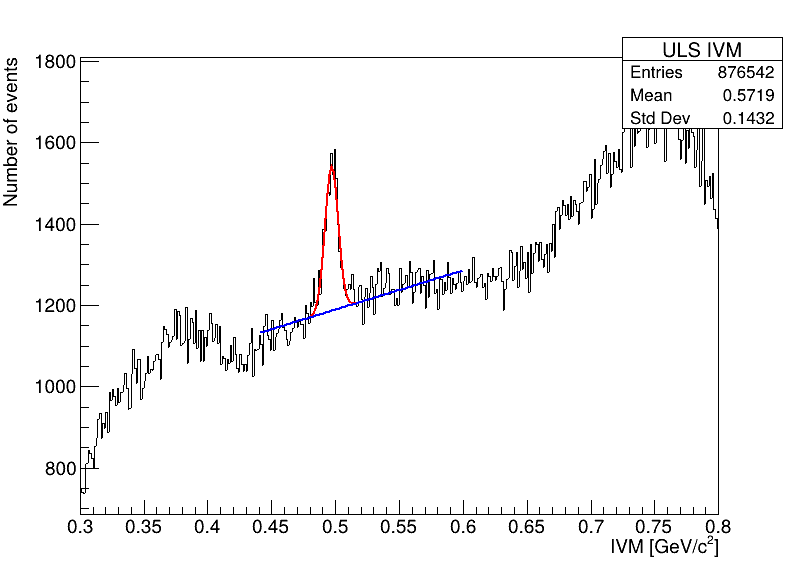 ULS IVM
Entries 876542
Mean 0.5719
Std Dev 0.1432
Number of events
1800
1600
1400
1200
1000
800
0.3 0.35 0.4 0.45 0.5 0.55 0.6 0.65 0.7 0.75 0.8
IVM [GeV/c²]